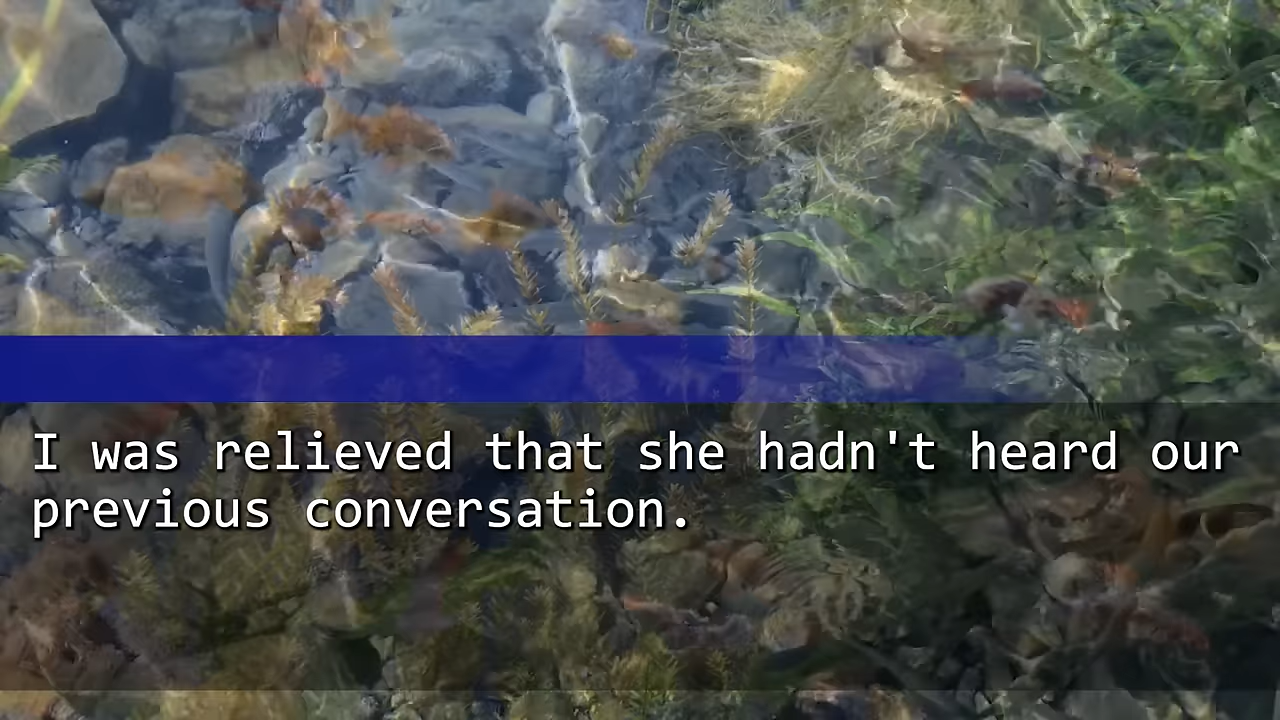 I was relieved that she hadn't heard our
previous conversation.